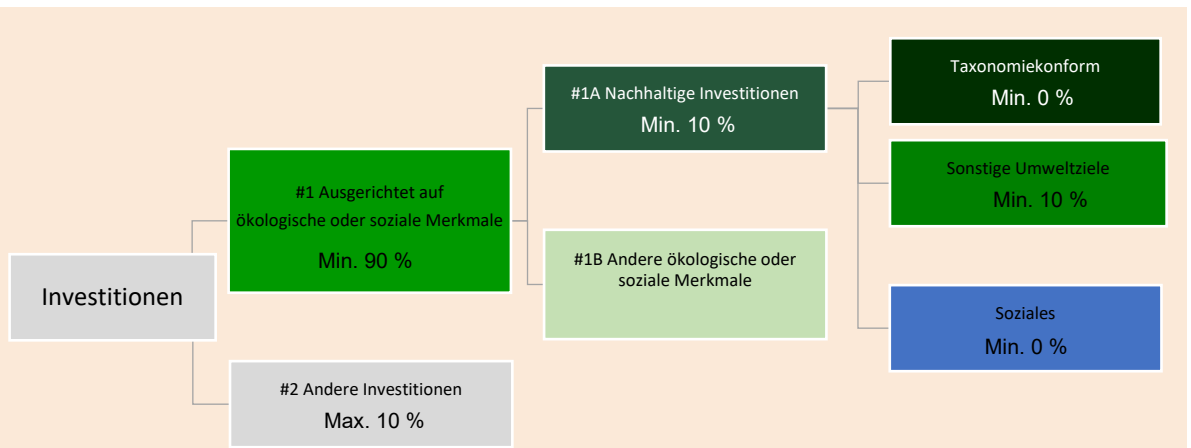 Investitionen
#1 Ausgerichtet auf
ökologische oder soziale Merkmale
Min. 90 %
#2 Andere Investitionen
Max. 10 %
#1A Nachhaltige Investitionen
Min. 10 %
#1B Andere ökologische oder
soziale Merkmale
Taxonomiekonform
Min. 0 %
Sonstige Umweltziele
Min. 10 %
Soziales
Min. 0 %